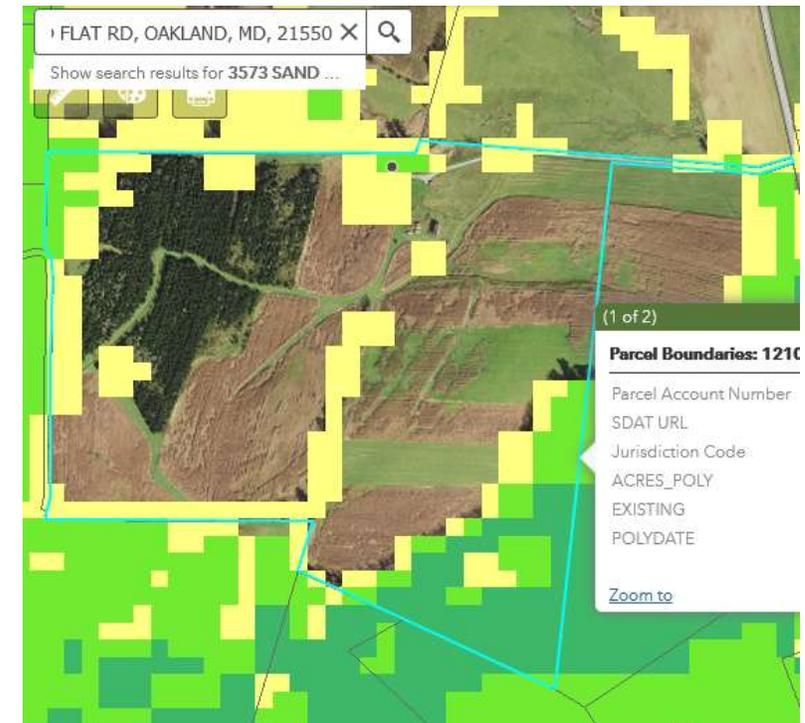 FLAT RD, OAKLAND, MD, 21550
Show search results for 3573 SAND ...
(1 of 2)
Parcel Boundaries: 1210
Parcel Account Number
SDAT URL
Jurisdiction Code
ACRES_POLY
EXISTING
POLYDATE
Zoom to